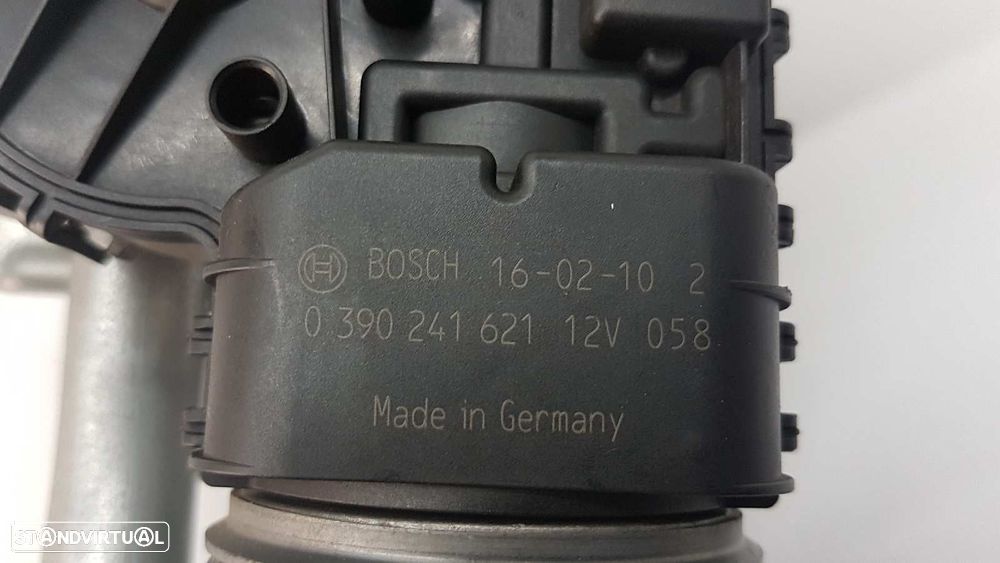 BOSCH 16-02-10 2
0 390 241 621 12V 058
Made in Germany
STANDVIRTUAL